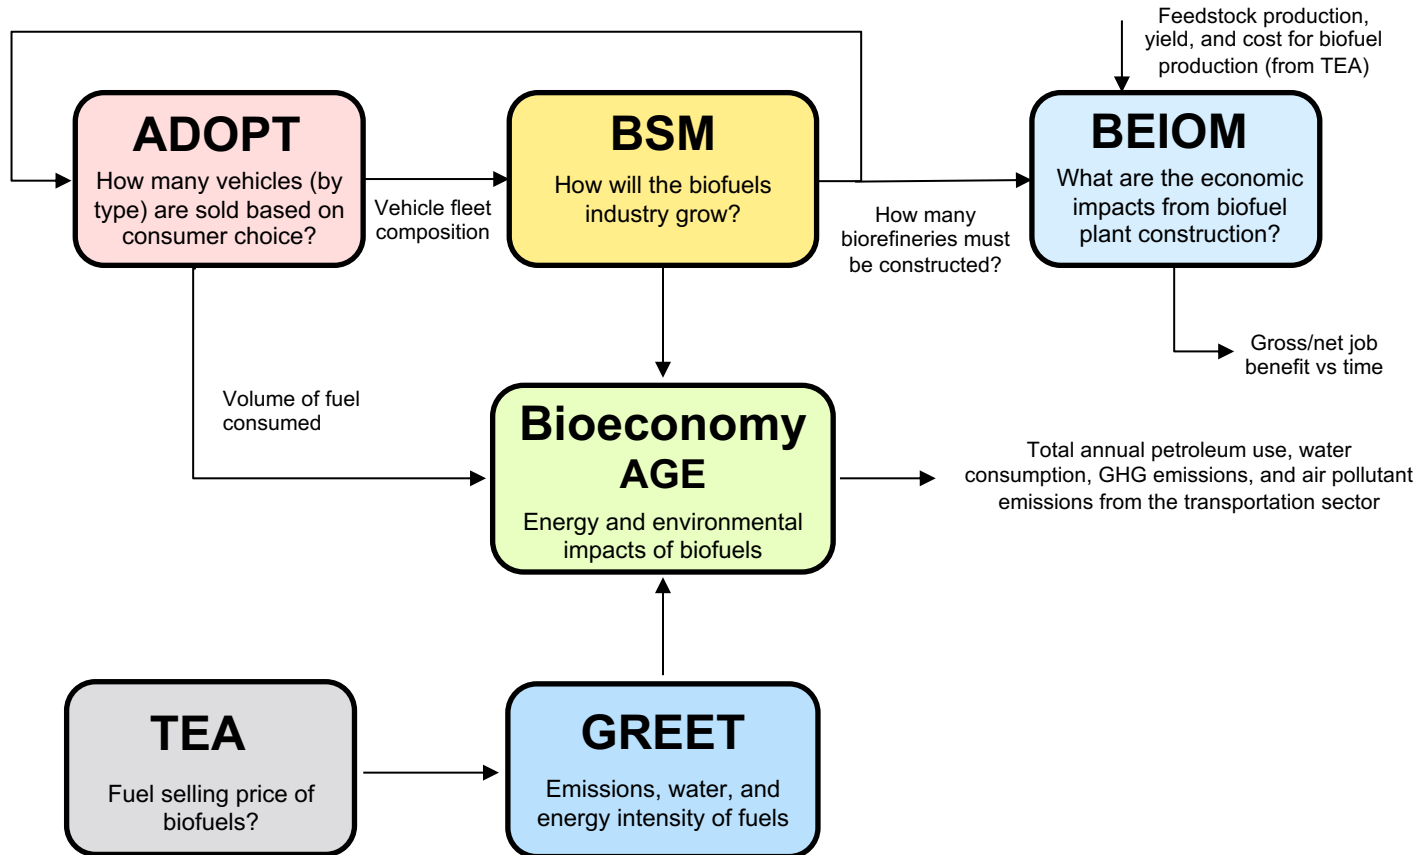 Feedstock production,
yield, and cost for biofuel
production (from TEA)
ADOPT
How many vehicles (by
type) are sold based on
consumer choice?
Vehicle fleet
composition
BSM
How will the biofuels
industry grow?
How many
biorefineries must
be constructed?
BEIOM
What are the economic
impacts from biofuel
plant construction?
Gross/net job
benefit vs time
Volume of fuel
consumed
Bioeconomy
AGE
Energy and environmental
impacts of biofuels
Total annual petroleum use, water
consumption, GHG emissions, and air pollutant
emissions from the transportation sector
TEA
Fuel selling price of
biofuels?
GREET
Emissions, water, and
energy intensity of fuels